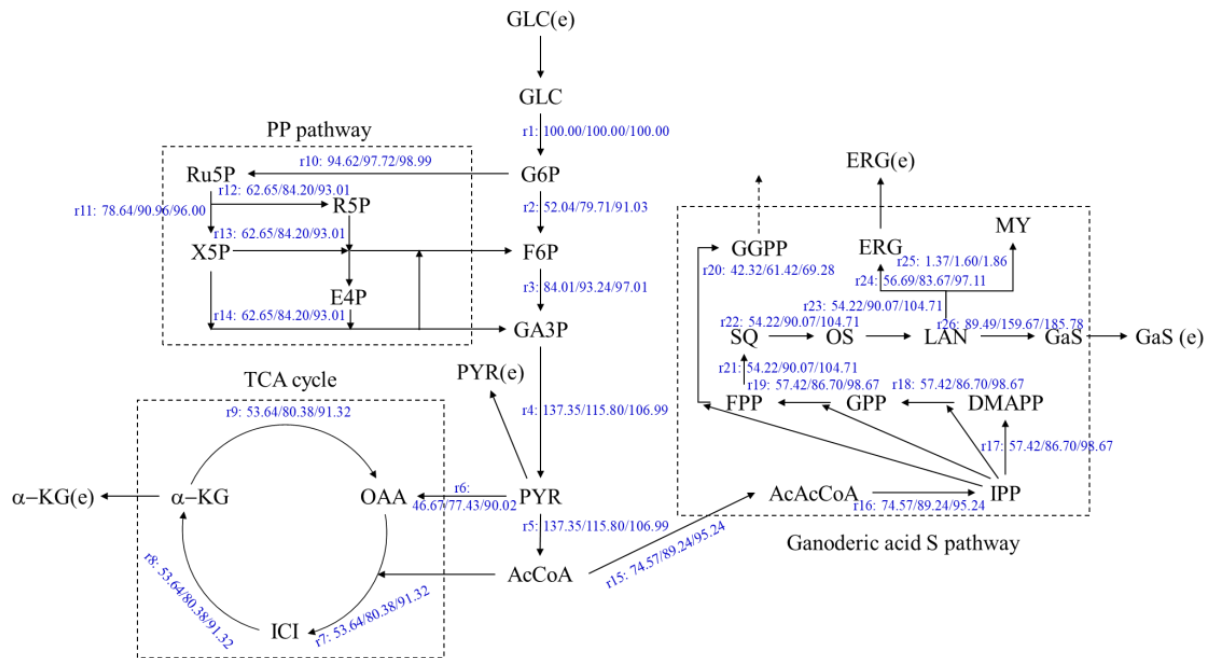 GLC(e)
GLC
r1: 100.00/100.00/100.00
PP pathway
r10: 94.62/97.72/98.99
Ru5P
G6P
r12: 62.65/84.20/93.01
r11: 78.64/90.96/96.00
R5P
r2: 52.04/79.71/91.03
r13: 62.65/84.20/93.01
X5P
F6P
E4P
r3: 84.01/93.24/97.01
r14: 62.65/84.20/93.01
GA3P
TCA cycle
PYR(e)
r4: 137.35/115.80/106.99
r9: 53.64/80.38/91.32
α−KG(e)
α−KG
OAA
r6:
46.67/77.43/90.02
PYR
r5: 137.35/115.80/106.99
AcCoA
r8: 53.64/80.38/91.32
ICI
r7: 53.64/80.38/91.32
r15: 74.57/89.24/95.24
ERG(e)
MY
GGPP
ERG
r25: 1.37/1.60/1.86
r20: 42.32/61.42/69.28
r24: 56.69/83.67/97.11
r23: 54.22/90.07/104.71
r22: 54.22/90.07/104.71
r26: 89.49/159.67/185.78
SQ
OS
LAN
GaS
GaS (e)
r21: 54.22/90.07/104.71
r19: 57.42/86.70/98.67
r18: 57.42/86.70/98.67
FPP
GPP
DMAPP
r17: 57.42/86.70/98.67
AcAcCoA
IPP
r16: 74.57/89.24/95.24
Ganoderic acid S pathway